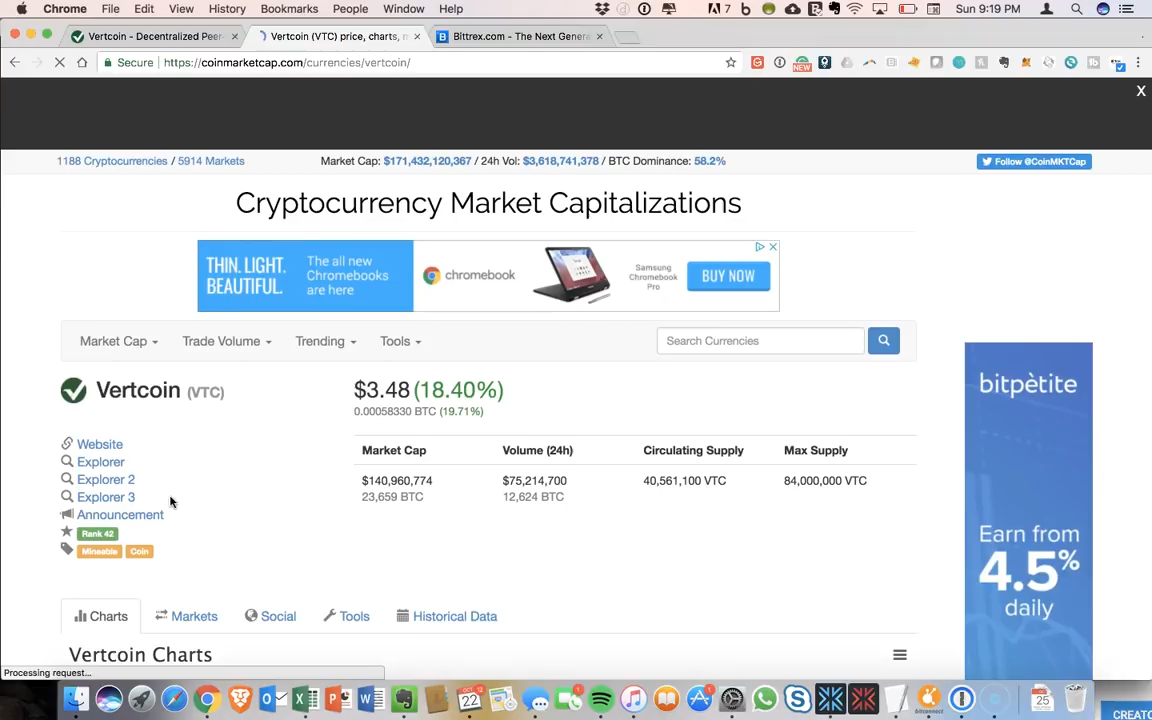 Chrome File Edit View History Bookmarks People Window Help 7 Sun 9:19 PM
Vertcoin - Decentralized Peer × Vertcoin (VTC) price, charts, × Bittrex.com - The Next Genera ×
Secure https://coinmarketcap.com/currencies/vertcoin/ NEW
X
1188 Cryptocurrencies / 5914 Markets Market Cap: $171,432,120,367 / 24h Vol: $3,618,741,378 / BTC Dominance: 58.2% Follow @CoinMKTCap
Cryptocurrency Market Capitalizations
THIN. LIGHT.
BEAUTIFUL.
The all new
Chromebooks
are here
chromebook
Samsung
Chromebook
Pro
BUY NOW
Market Cap Trade Volume Trending Tools Search Currencies
Vertcoin (VTC)
$3.48 (18.40%)
0.00058330 BTC (19.71%)
Website
Explorer
Explorer 2
Explorer 3
Announcement
Rank 42
Mineable Coin
Market Cap Volume (24h) Circulating Supply Max Supply
$140,960,774 $75,214,700 40,561,100 VTC 84,000,000 VTC
23,659 BTC 12,624 BTC
bitpètite
Earn from
4.5%
daily
Charts Markets Social Tools Historical Data
Vertcoin Charts
Processing request...